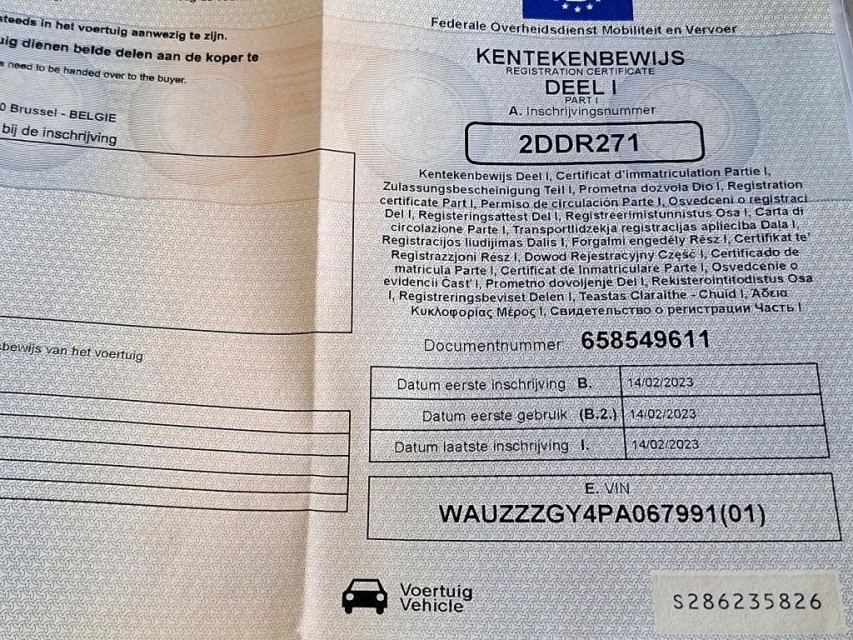 steeds in het voertuig aanwezig te zijn.
uig dienen beide delen aan de koper te
need to be handed over to the buyer.
0 Brussel - BELGIE
bij de inschrijving
bewijs van het voertuig
Federale Overheidsdienst Mobiliteit en Vervoer
KENTEKENBEWIJS
REGISTRATION CERTIFICATE
DEEL I
PART I
A. Inschrijvingsnummer
2DDR271
Kentekenbewijs Deel I, Certificat d'immatriculation Partie I,
Zulassungsbescheinigung Teil I, Prometna dozvola Dio I, Registration
certificate Part I, Permiso de circulación Parte I, Osvedceni o registraci
Del I, Registeringsattest Del I, Registreerimistunnistus Osa I, Carta di
circolazione Parte I, Transportlidzekja registracijas aplieciba Daļa I,
Registracijos liudijimas Dalis I, Forgalmi engedély Rész I, Certifikat te'
Registrazzjoni Rész I, Dowod Rejestracyjny Część I, Certificado de
matricula Parte I, Certificat de Inmatriculare Parte I, Osvedcenie o
evidencii Čast' I, Prometno dovoljenje Del I, Rekisterointitodistus Osa
I, Registreringsbeviset Delen I, Teastas Claraithe - Chuid I, Άδεια
Κυκλοφορίας Μέρος I, Свидетельство о регистрации Часть I
Documentnummer 658549611
Datum eerste inschrijving B. 14/02/2023
Datum eerste gebruik (B.2.) 14/02/2023
Datum laatste inschrijving I. 14/02/2023
E. VIN
WAUZZZGY4PA067991(01)
Voertuig
Vehicle
S286235826